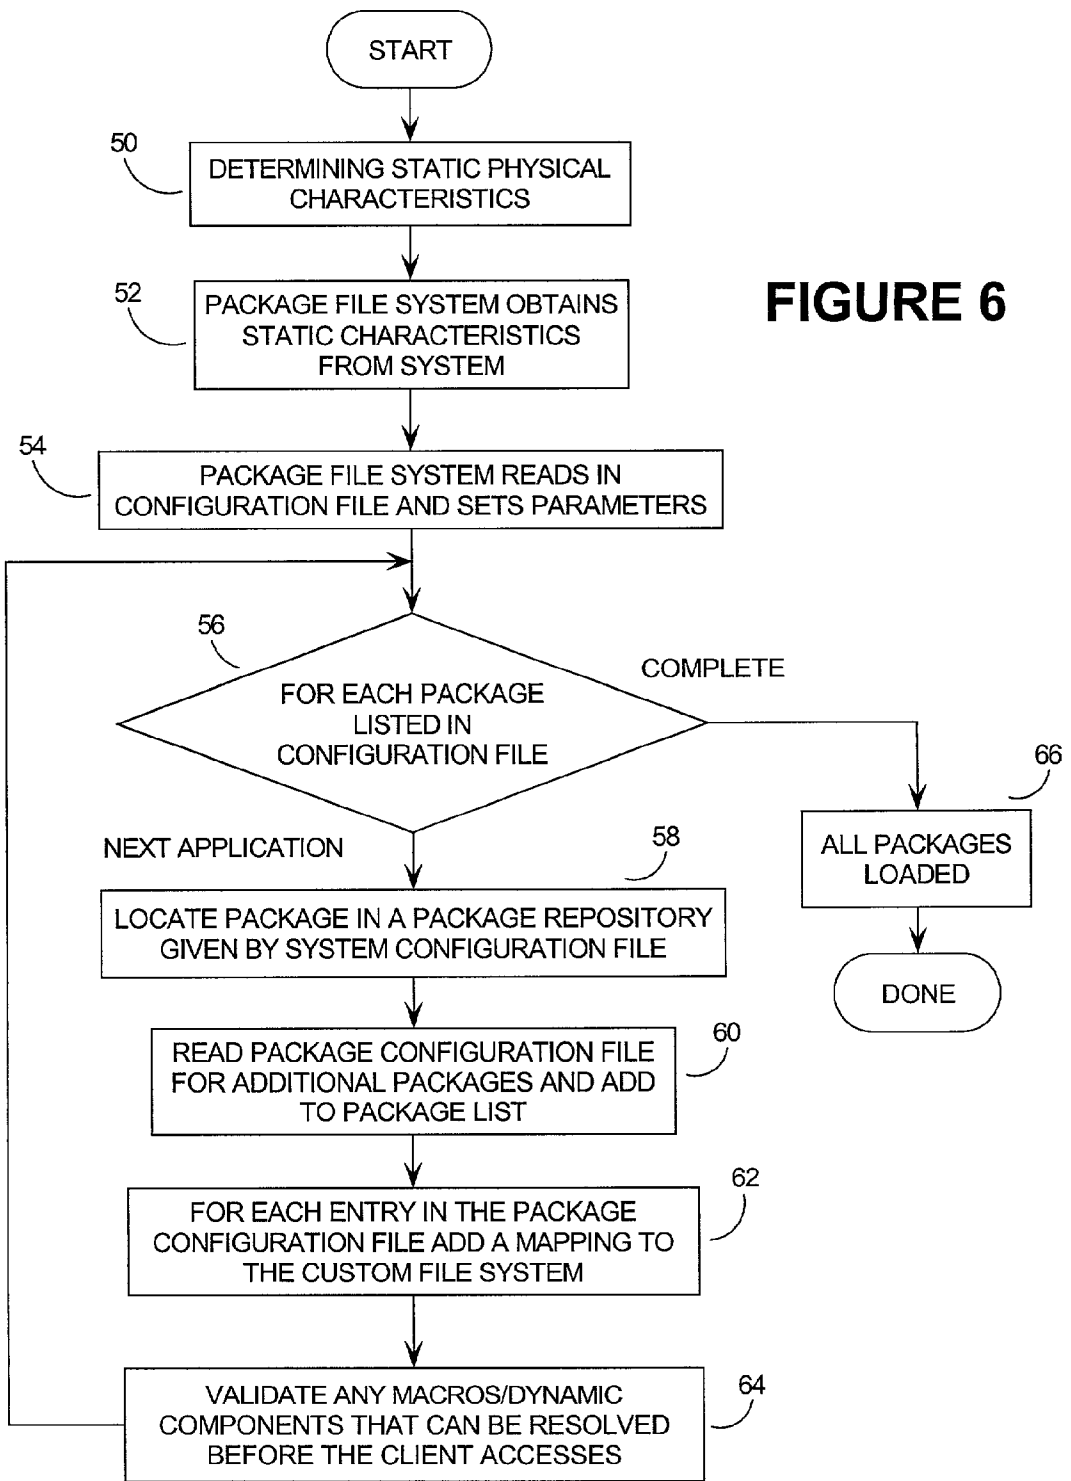 START
50
DETERMINING STATIC PHYSICAL
CHARACTERISTICS
52
PACKAGE FILE SYSTEM OBTAINS
STATIC CHARACTERISTICS
FROM SYSTEM
FIGURE 6
54
PACKAGE FILE SYSTEM READS IN
CONFIGURATION FILE AND SETS PARAMETERS
56
FOR EACH PACKAGE
LISTED IN
CONFIGURATION FILE
COMPLETE
66
ALL PACKAGES
LOADED
DONE
NEXT APPLICATION
58
LOCATE PACKAGE IN A PACKAGE REPOSITORY
GIVEN BY SYSTEM CONFIGURATION FILE
60
READ PACKAGE CONFIGURATION FILE
FOR ADDITIONAL PACKAGES AND ADD
TO PACKAGE LIST
62
FOR EACH ENTRY IN THE PACKAGE
CONFIGURATION FILE ADD A MAPPING TO
THE CUSTOM FILE SYSTEM
64
VALIDATE ANY MACROS/DYNAMIC
COMPONENTS THAT CAN BE RESOLVED
BEFORE THE CLIENT ACCESSES